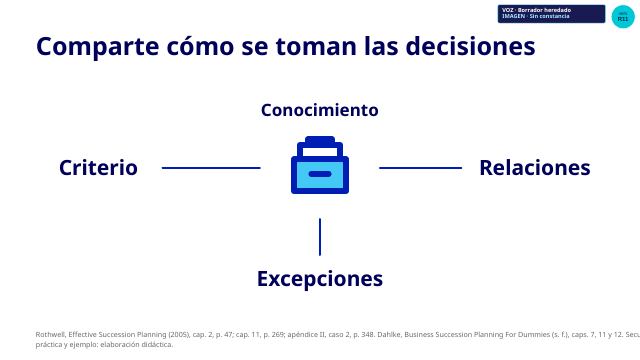 VOZ · Borrador heredado
IMAGEN · Sin constancia
R11
Comparte cómo se toman las decisiones
Conocimiento
Criterio
Relaciones
Excepciones
Rothwell, Effective Succession Planning (2005), cap. 2, p. 47; cap. 11, p. 269; apéndice II, caso 2, p. 348. Dahlke, Business Succession Planning For Dummies (s. f.), caps. 7, 11 y 12. Secu
práctica y ejemplo: elaboración didáctica.